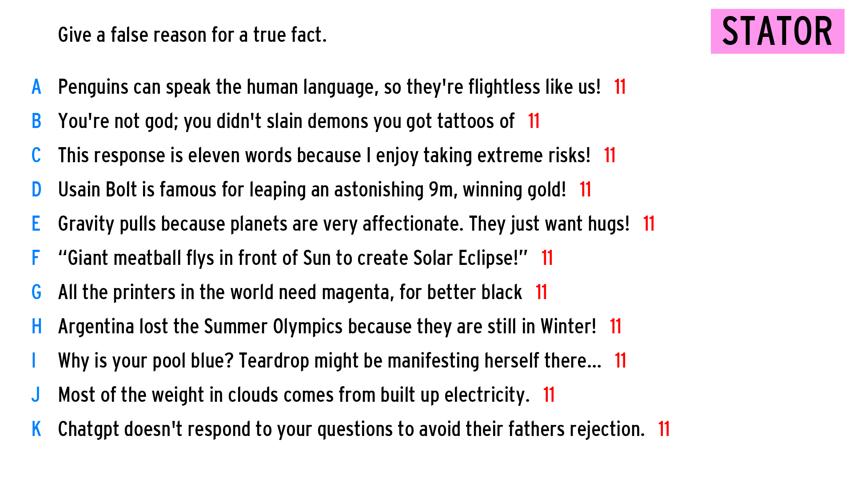 Give a false reason for a true fact.
STATOR
A Penguins can speak the human language, so they're flightless like us! 11
B You're not god; you didn't slain demons you got tattoos of 11
C This response is eleven words because I enjoy taking extreme risks! 11
D Usain Bolt is famous for leaping an astonishing 9m, winning gold! 11
E Gravity pulls because planets are very affectionate. They just want hugs! 11
F “Giant meatball flys in front of Sun to create Solar Eclipse!” 11
G All the printers in the world need magenta, for better black 11
H Argentina lost the Summer Olympics because they are still in Winter! 11
I Why is your pool blue? Teardrop might be manifesting herself there... 11
J Most of the weight in clouds comes from built up electricity. 11
K Chatgpt doesn't respond to your questions to avoid their fathers rejection. 11